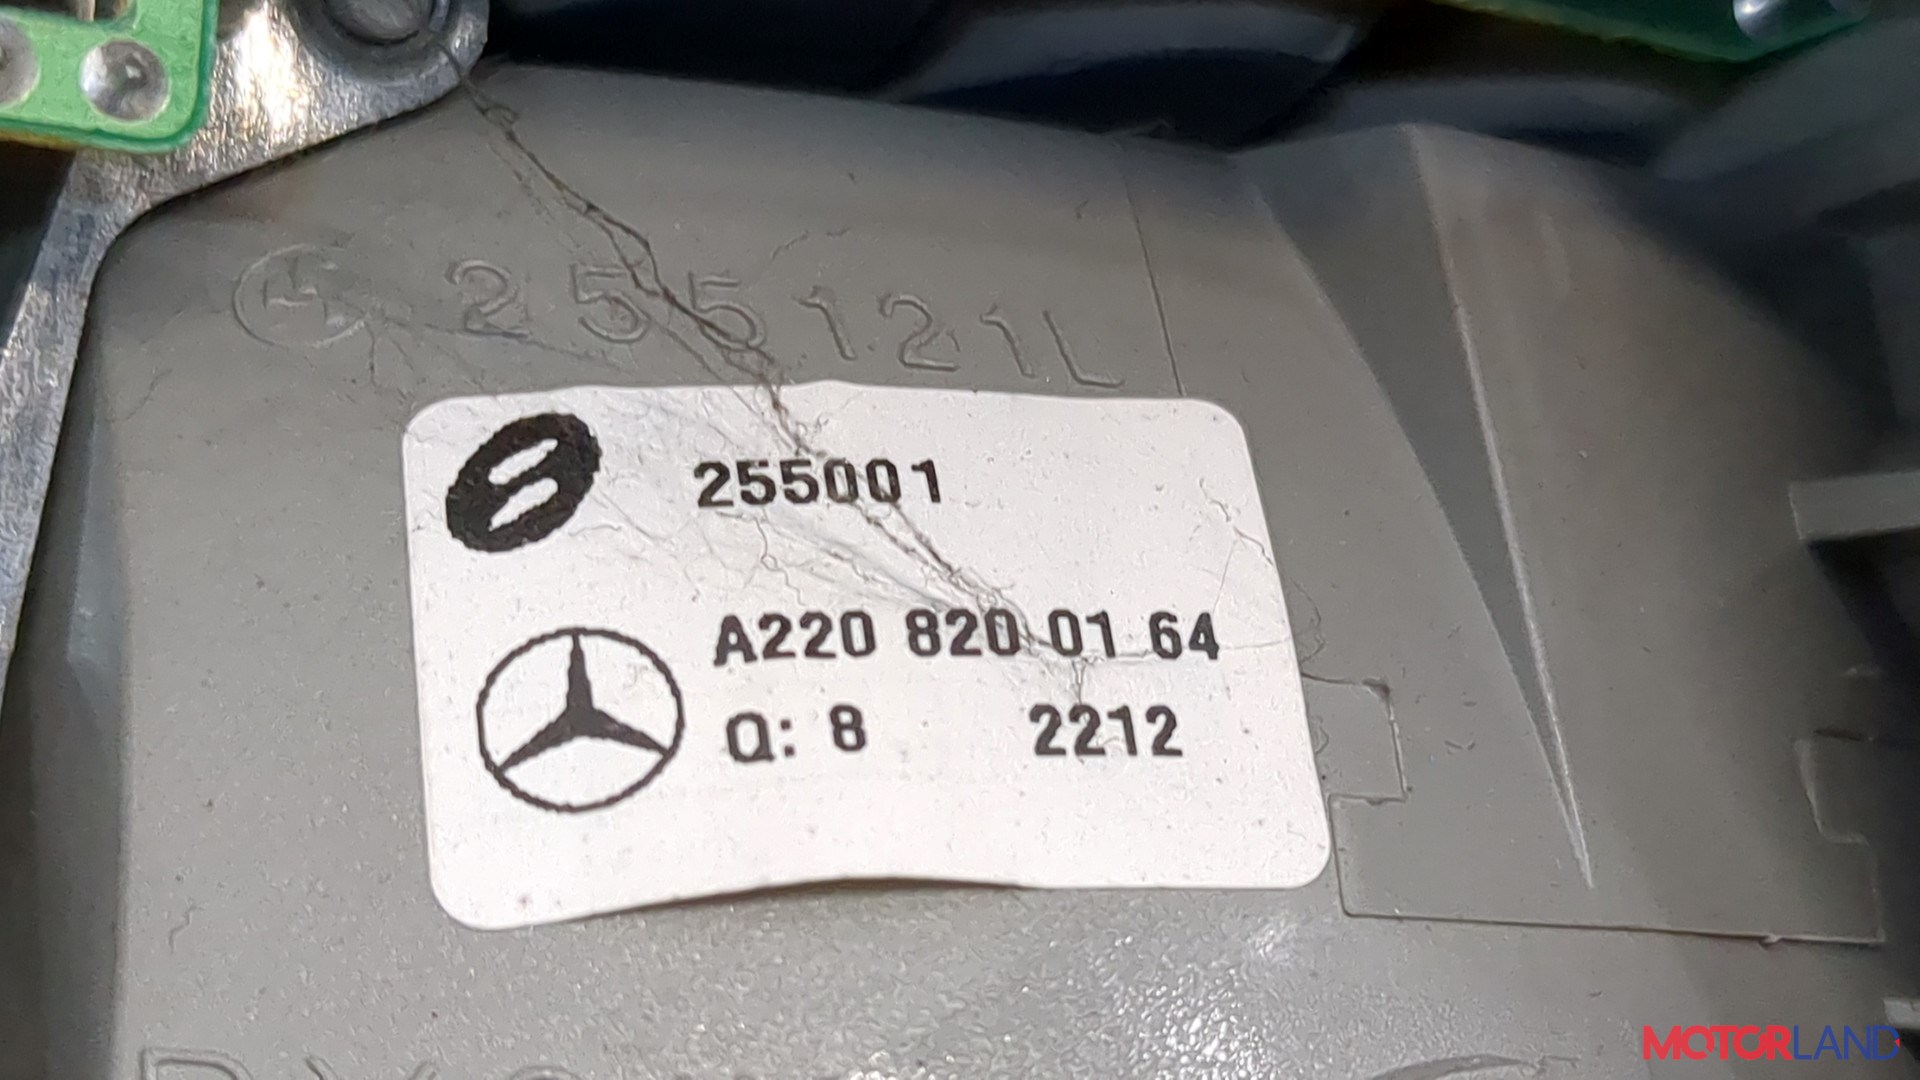 255121L
255001
A220 820 01 64
Q: 8 2212
MOTORLAND